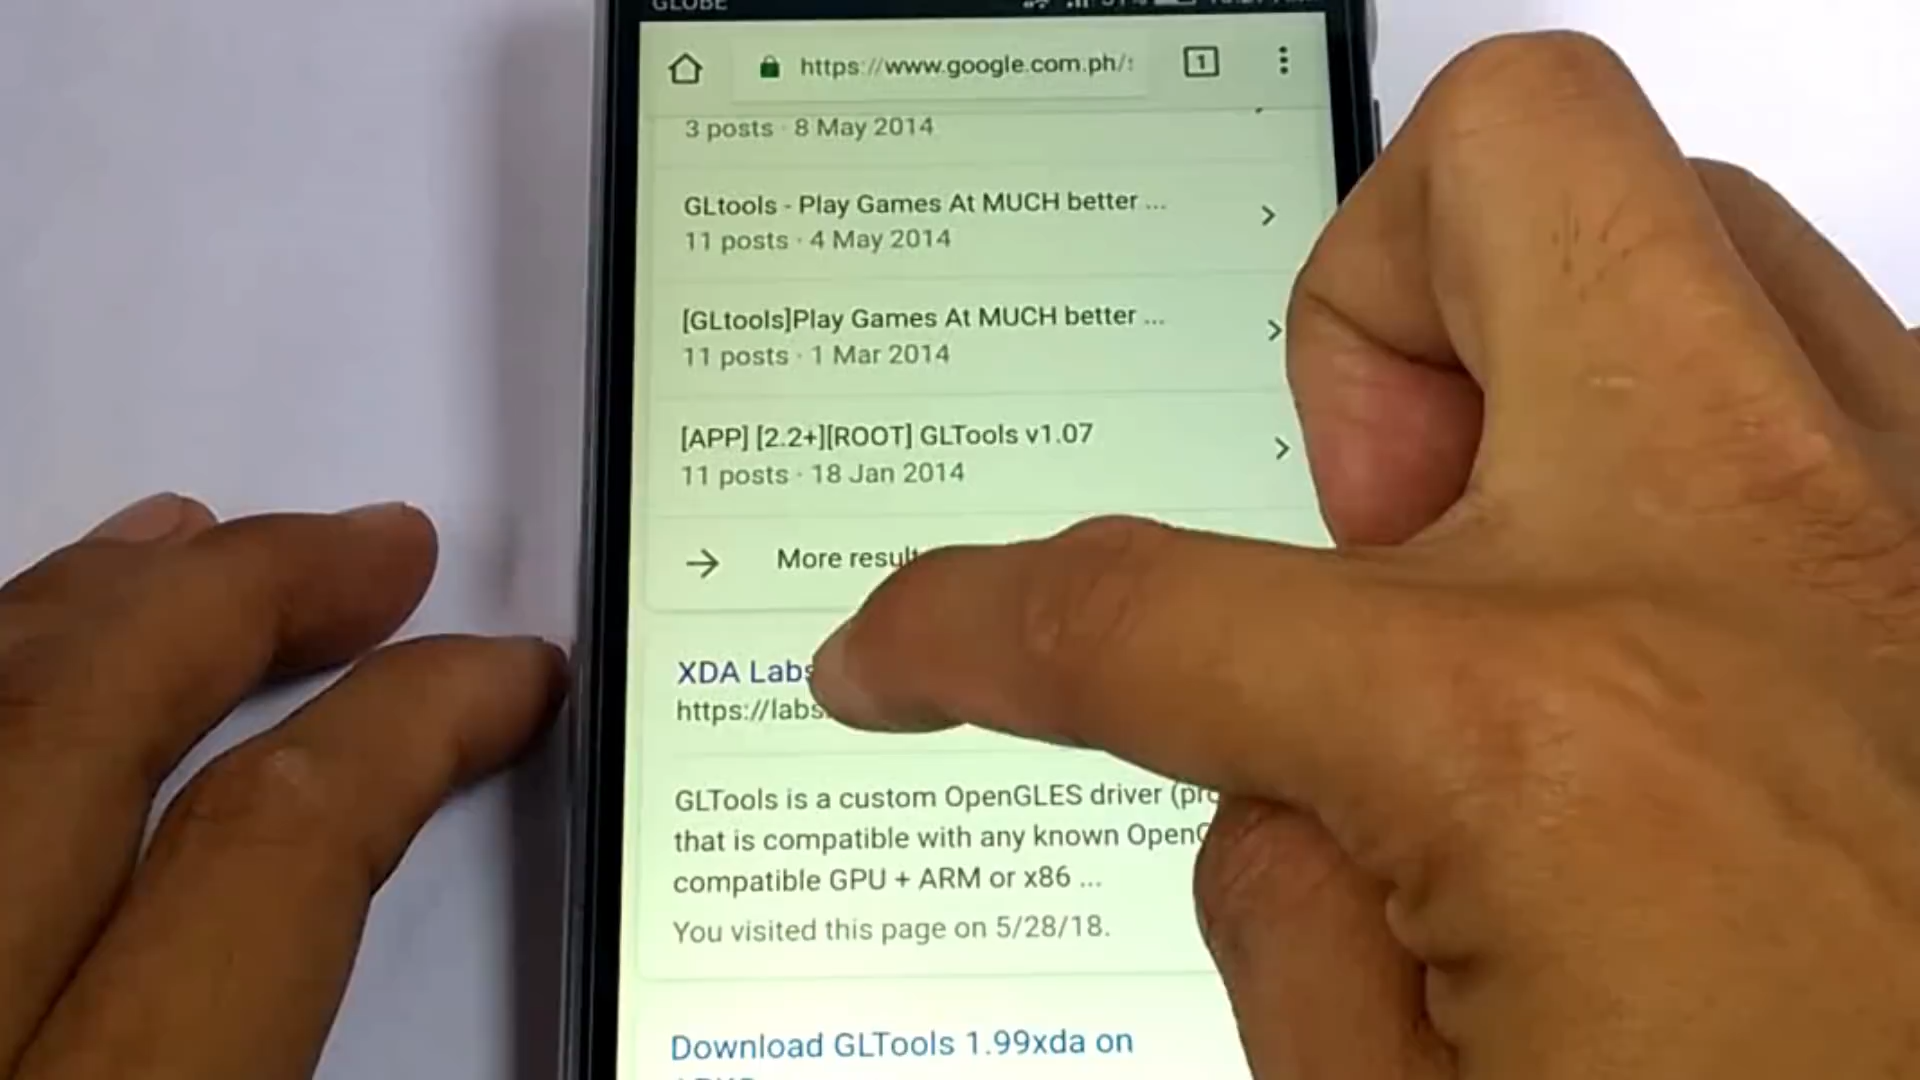 GLOBE
https://www.google.com.ph/
1
3 posts · 8 May 2014
GLtools - Play Games At MUCH better ...
11 posts · 4 May 2014
[GLtools]Play Games At MUCH better ...
11 posts · 1 Mar 2014
[APP] [2.2+][ROOT] GLTools v1.07
11 posts · 18 Jan 2014
More result
XDA Labs
https://labs.
GLTools is a custom OpenGLES driver (pro
that is compatible with any known Open
compatible GPU + ARM or x86 ...
You visited this page on 5/28/18.
Download GLTools 1.99xda on